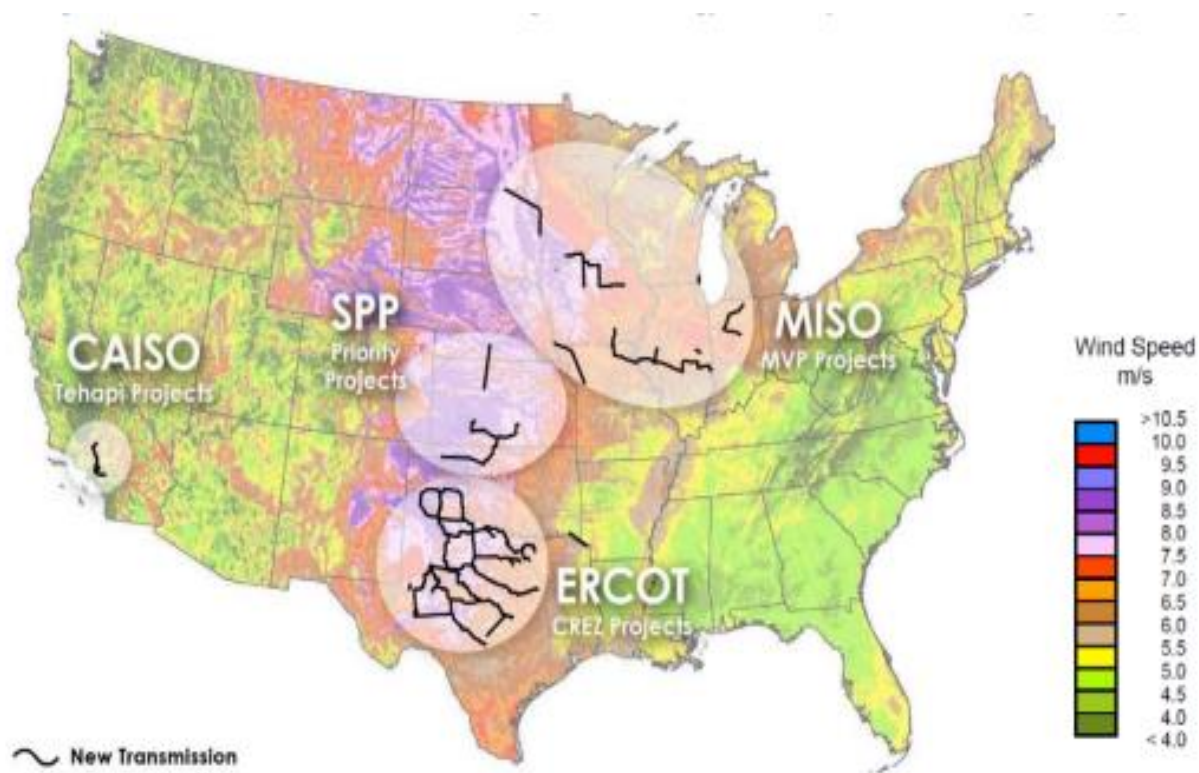 SPP
Priority
Projects
CAISO
Tehapi Projects
MISO
MVP Projects
ERCOT
CREZ Projects
Wind Speed
m/s
>10.5
10.0
9.5
9.0
8.5
8.0
7.5
7.0
6.5
6.0
5.5
5.0
4.5
4.0
< 4.0
New Transmission